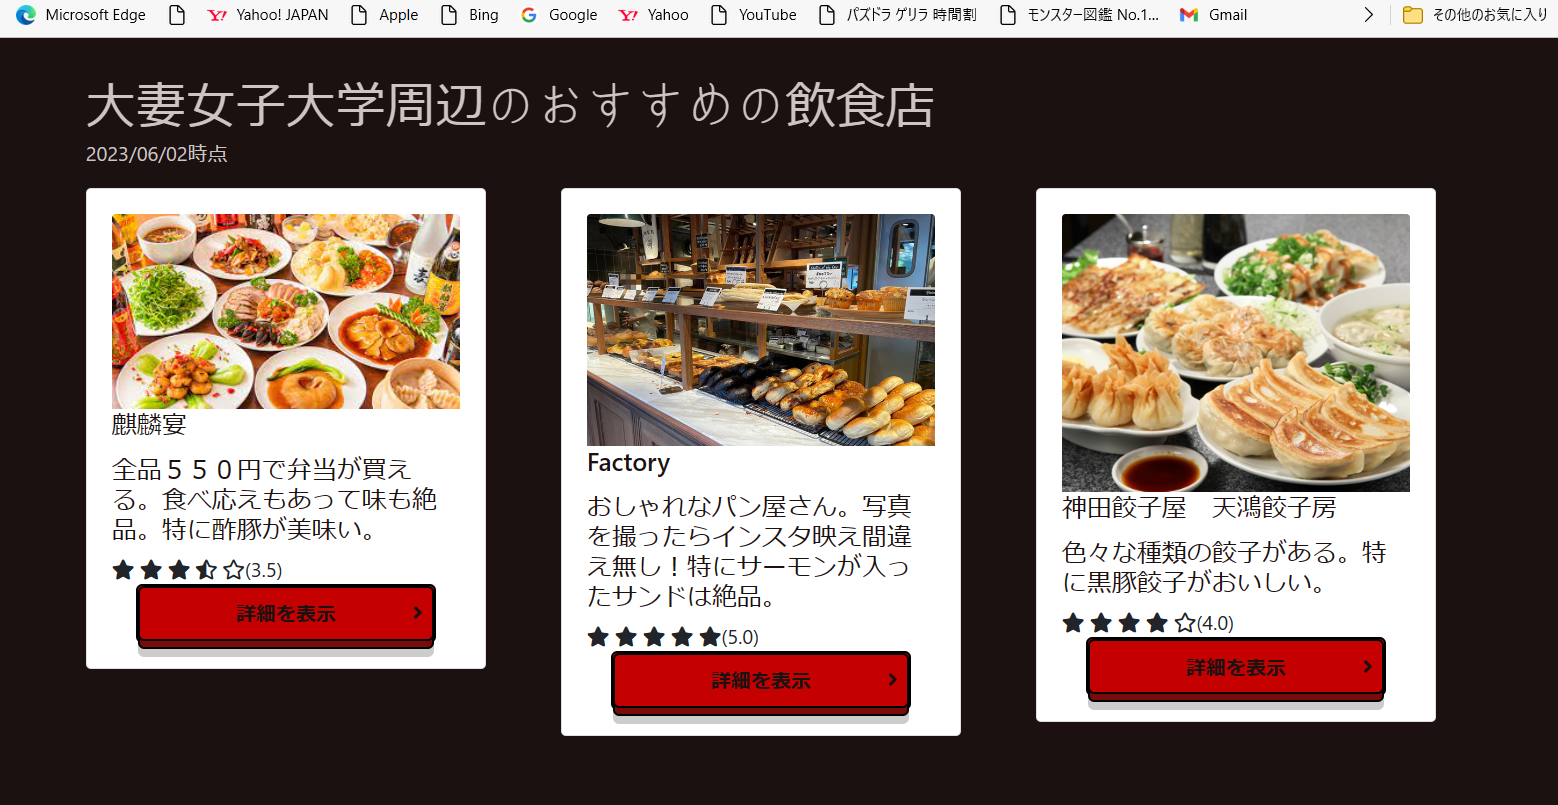 Microsoft Edge Yahoo! JAPAN Apple Bing Google Yahoo YouTube パズドラ ゲリラ 時間割 モンスター図鑑 No.1... Gmail その他のお気に入り
大妻女子大学周辺のおすすめの飲食店
2023/06/02時点
麒麟宴
全品５５０円で弁当が買え
る。食べ応えもあって味も絶
品。特に酢豚が美味い。
(3.5)
詳細を表示
Factory
おしゃれなパン屋さん。写真
を撮ったらインスタ映え間違
え無し！特にサーモンが入っ
たサンドは絶品。
(5.0)
詳細を表示
神田餃子屋　天鴻餃子房
色々な種類の餃子がある。特
に黒豚餃子がおいしい。
(4.0)
詳細を表示